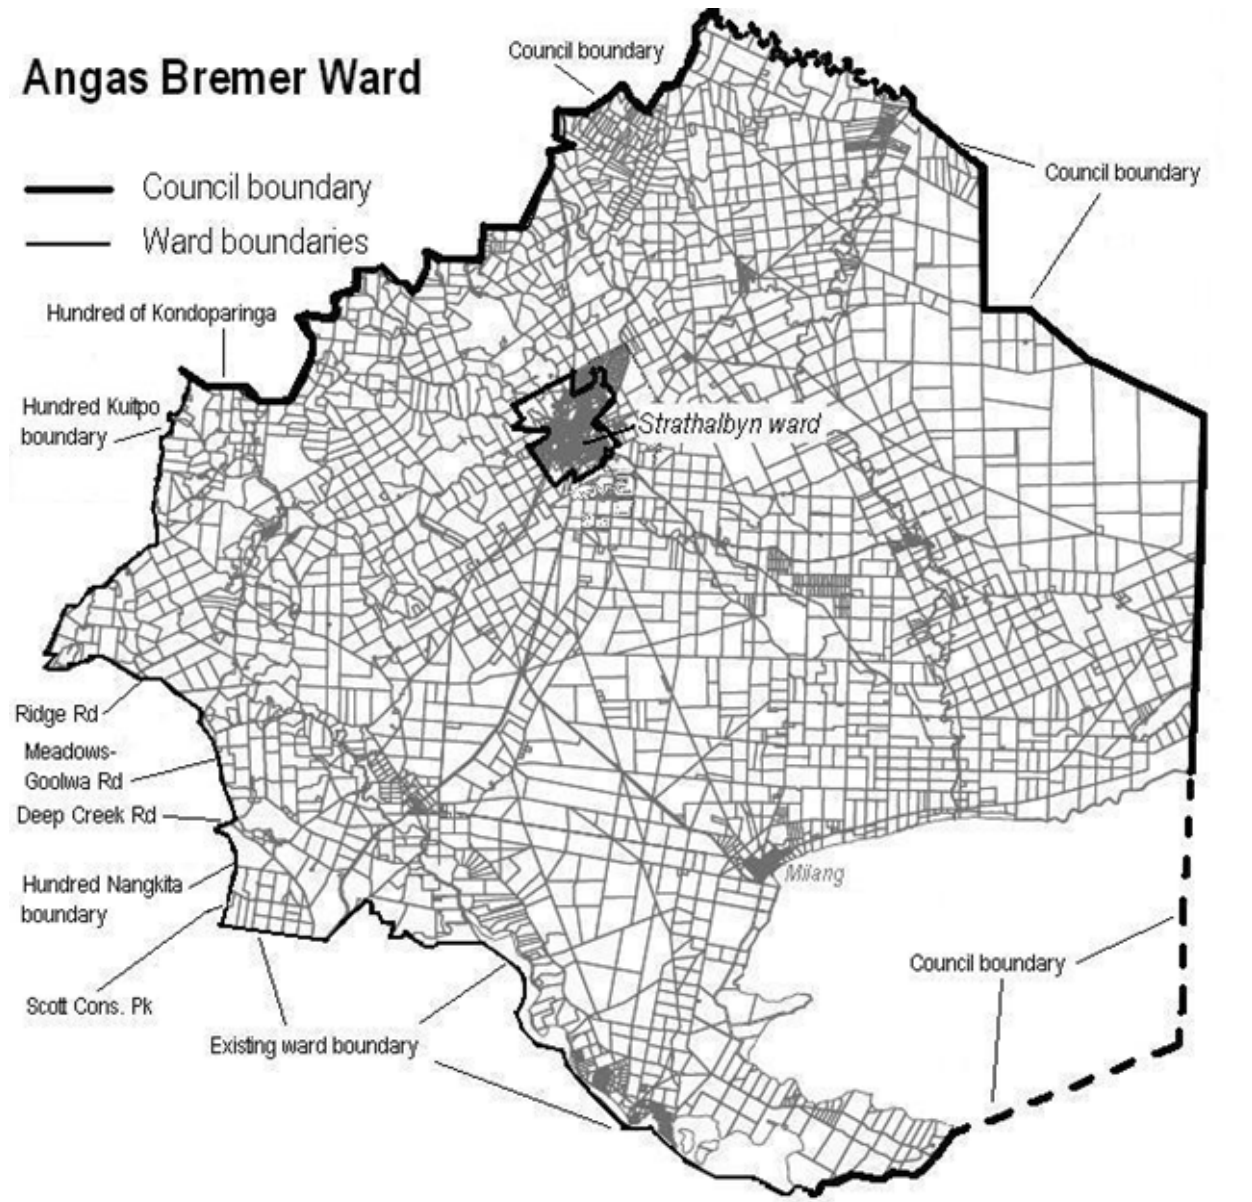 Angas Bremer Ward
Council boundary
Council boundary
Ward boundaries
Council boundary
Hundred of Kondoparinga
Hundred Kuitpo
boundary
Strathalbyn ward
Ridge Rd
Meadows-
Goolwa Rd
Deep Creek Rd
Hundred Nangkita
boundary
Milang
Scott Cons. Pk
Council boundary
Existing ward boundary